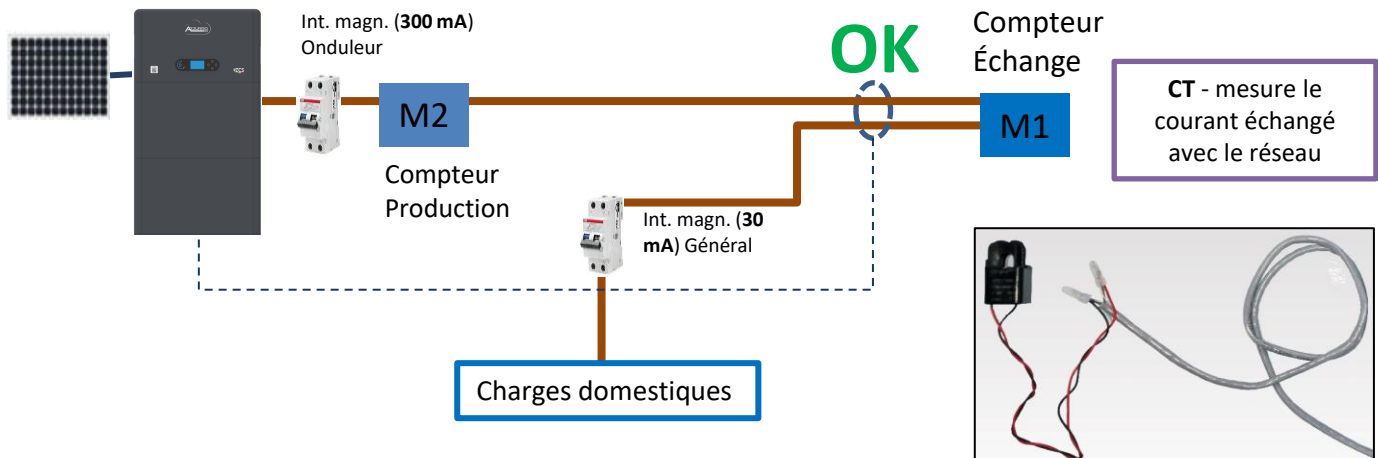 Int. magn. (300 mA)
Onduleur
OK
Compteur
Échange
M2
M1
CT - mesure le
courant échangé
avec le réseau
Compteur
Production
Int. magn. (30
mA) Général
Charges domestiques